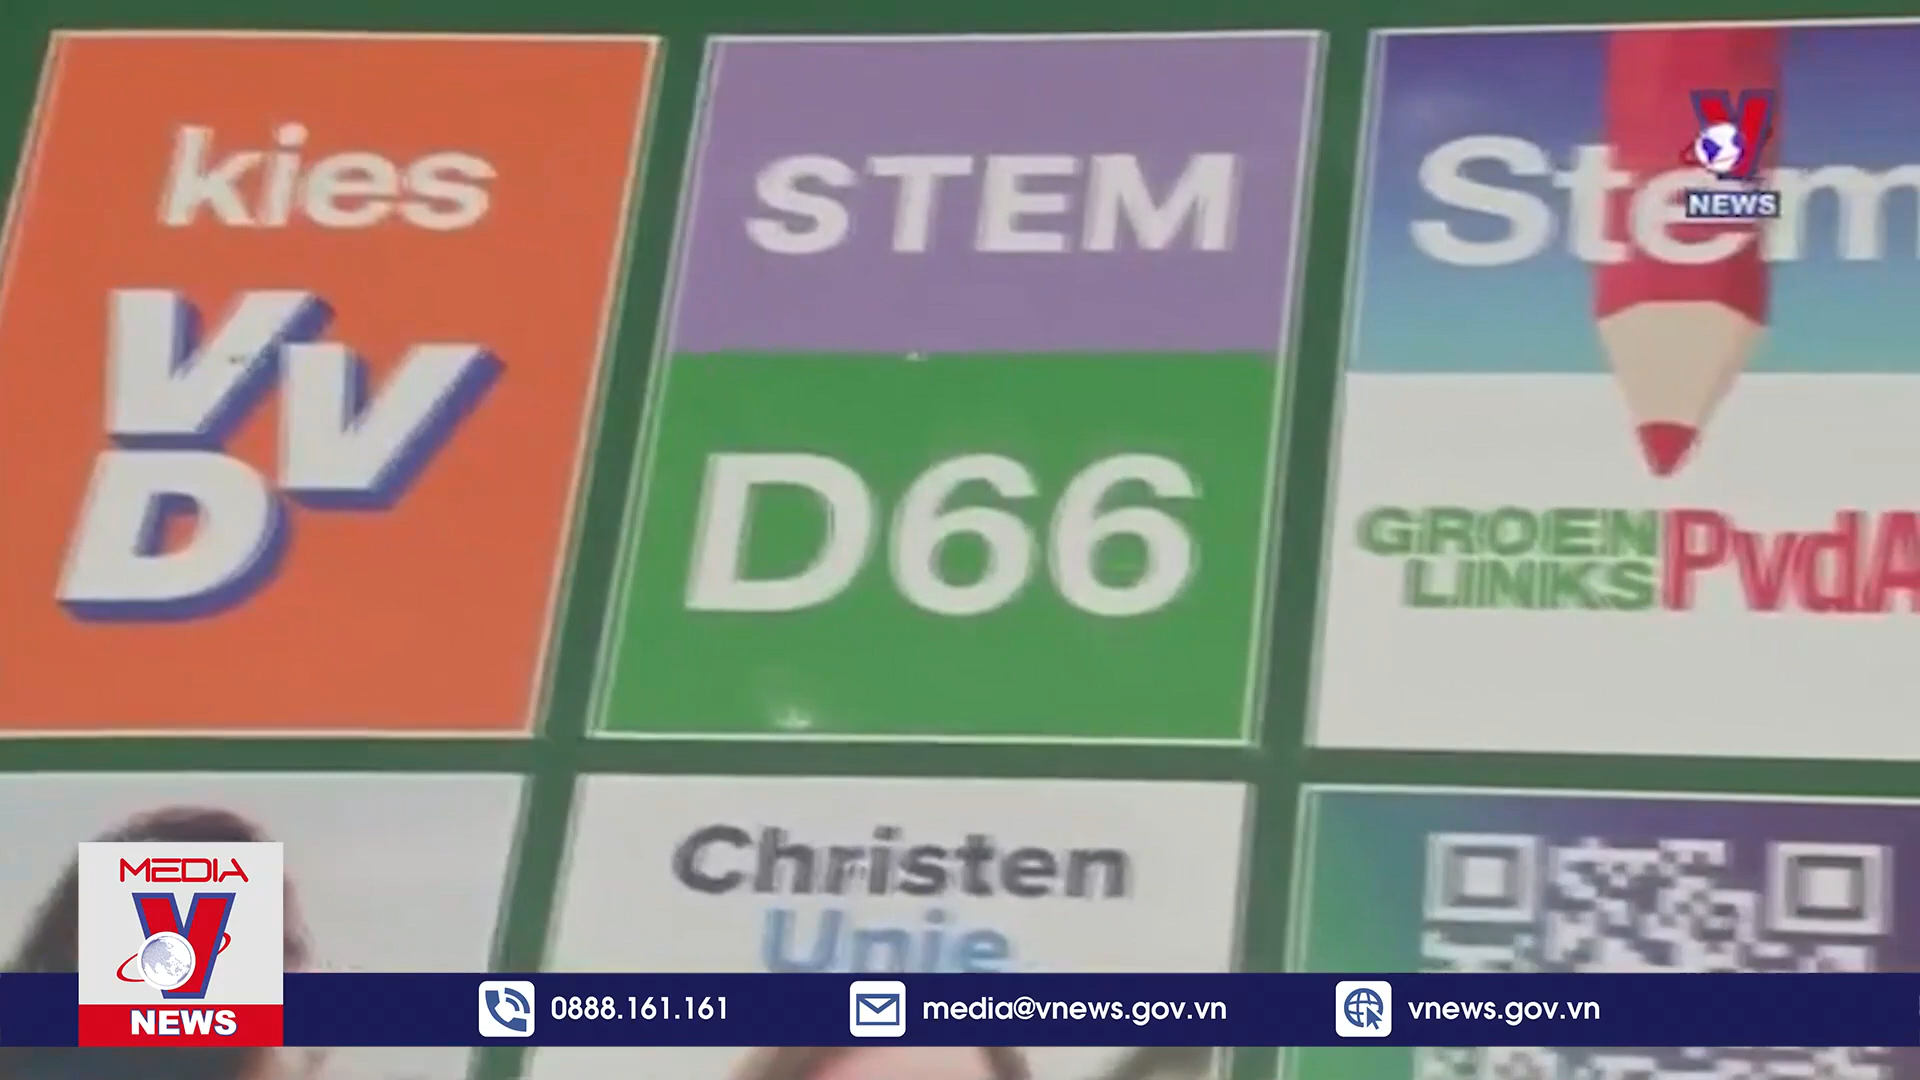 kies
VVD
STEM
D66
Stem
GROEN
LINKS
PvdA
Christen
Unie
NEWS
MEDIA
NEWS
0888.161.161
media@vnews.gov.vn
vnews.gov.vn